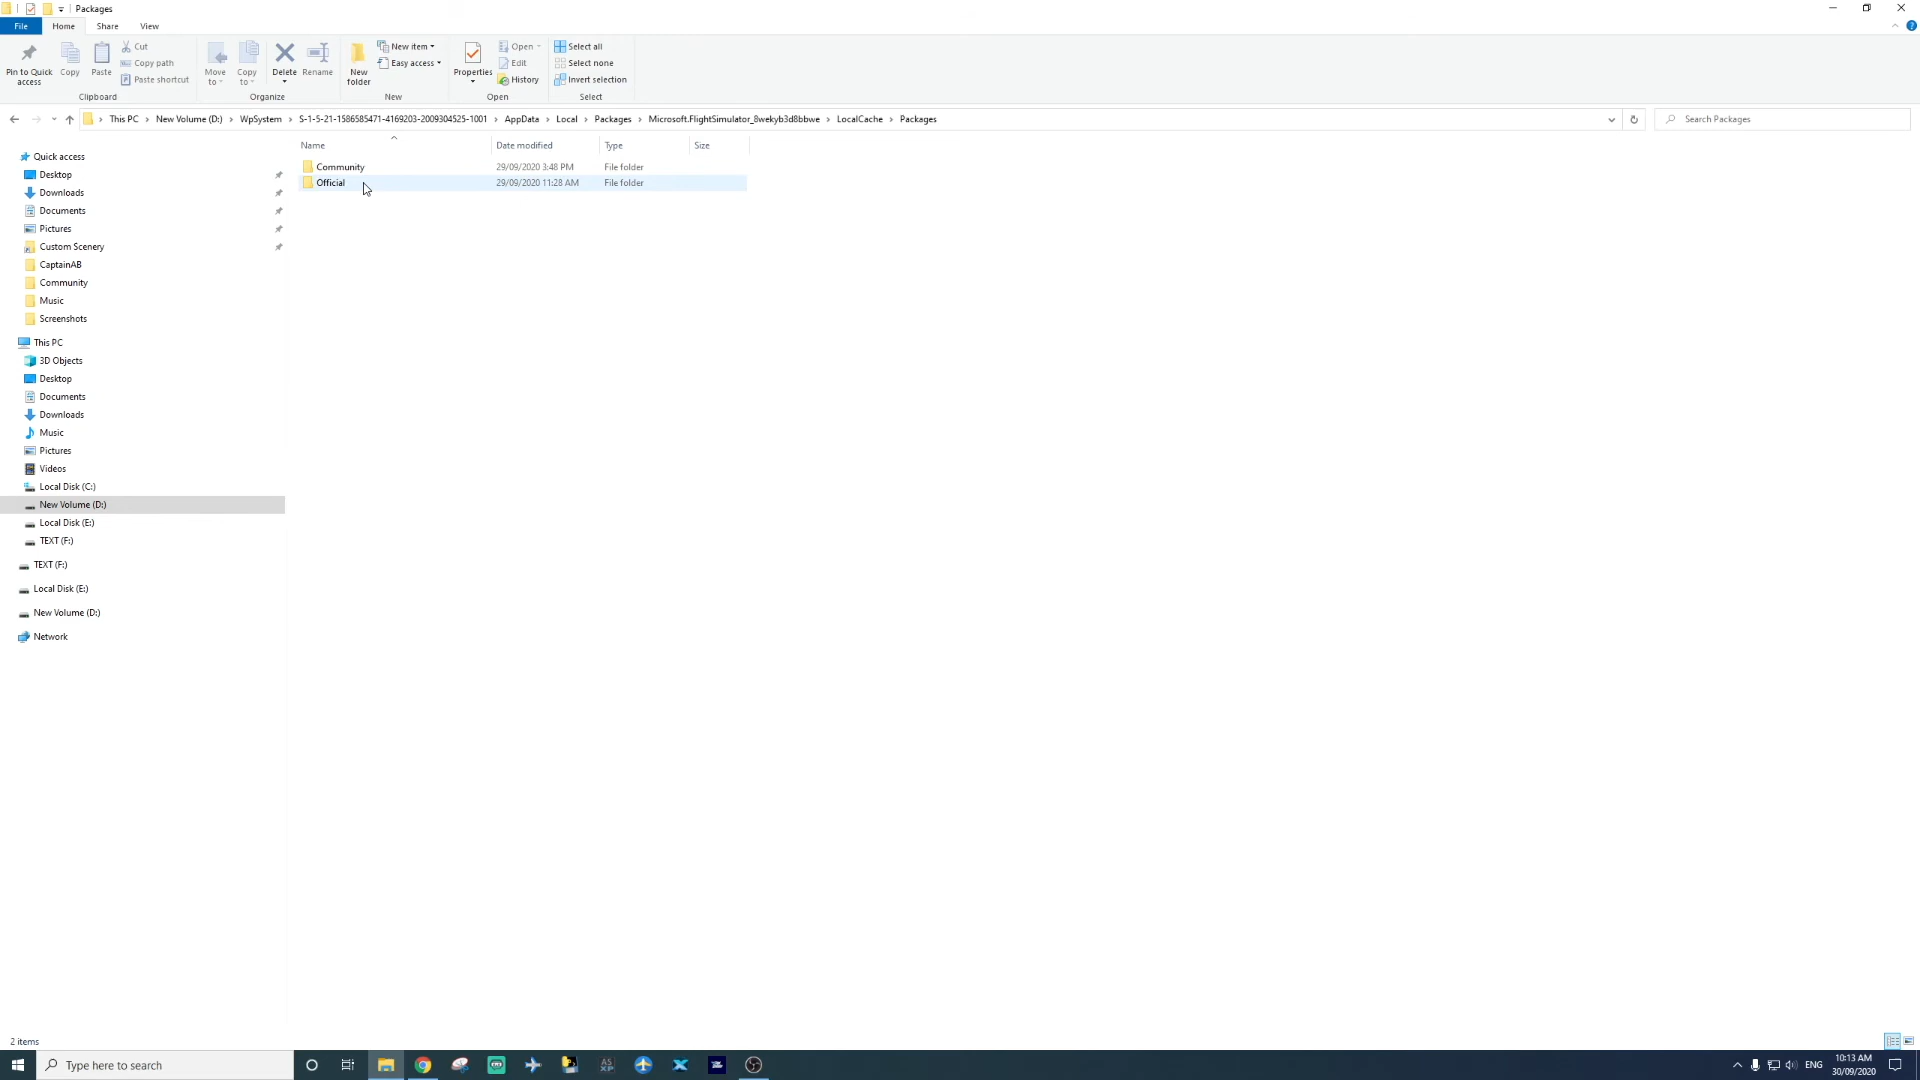 Packages
File Home Share View
Pin to Quick access
Copy
Paste
Cut
Copy path
Paste shortcut
Clipboard
Move to
Copy to
Delete
Rename
Organize
New folder
New item
Easy access
New
Properties
Open
Edit
History
Open
Select all
Select none
Invert selection
Select
This PC › New Volume (D:) › WpSystem › S-1-5-21-1586585471-4169203-2009304525-1001 › AppData › Local › Packages › Microsoft.FlightSimulator_8wekyb3d8bbwe › LocalCache › Packages
Search Packages
Name Date modified Type Size
Community 29/09/2020 3:48 PM File folder
Official 29/09/2020 11:28 AM File folder
Quick access
Desktop
Downloads
Documents
Pictures
Custom Scenery
CaptainAB
Community
Music
Screenshots
This PC
3D Objects
Desktop
Documents
Downloads
Music
Pictures
Videos
Local Disk (C:)
New Volume (D:)
Local Disk (E:)
TEXT (F:)
TEXT (F:)
Local Disk (E:)
New Volume (D:)
Network
2 items
Type here to search
AS XP
ENG
10:13 AM
30/09/2020